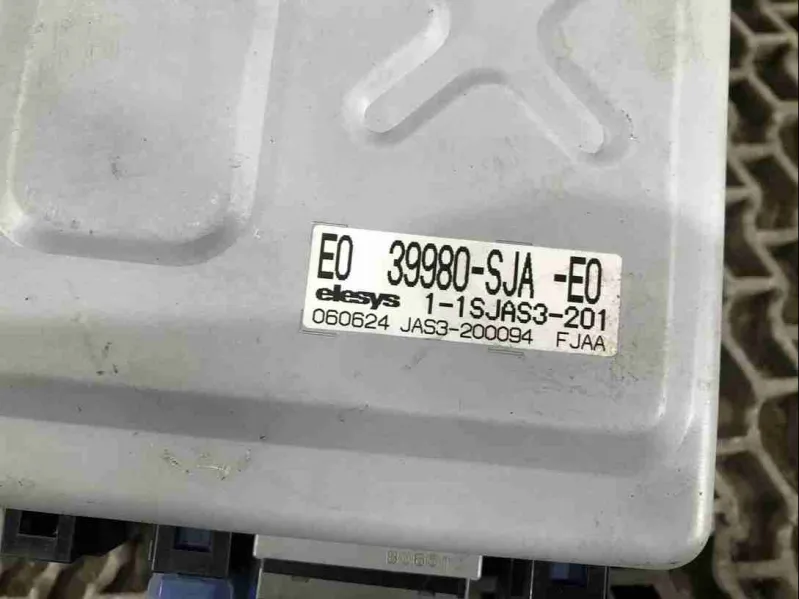 E0 39980-SJA -E0
elesys 1-1SJAS3-201
060624 JAS3-200094 FJAA